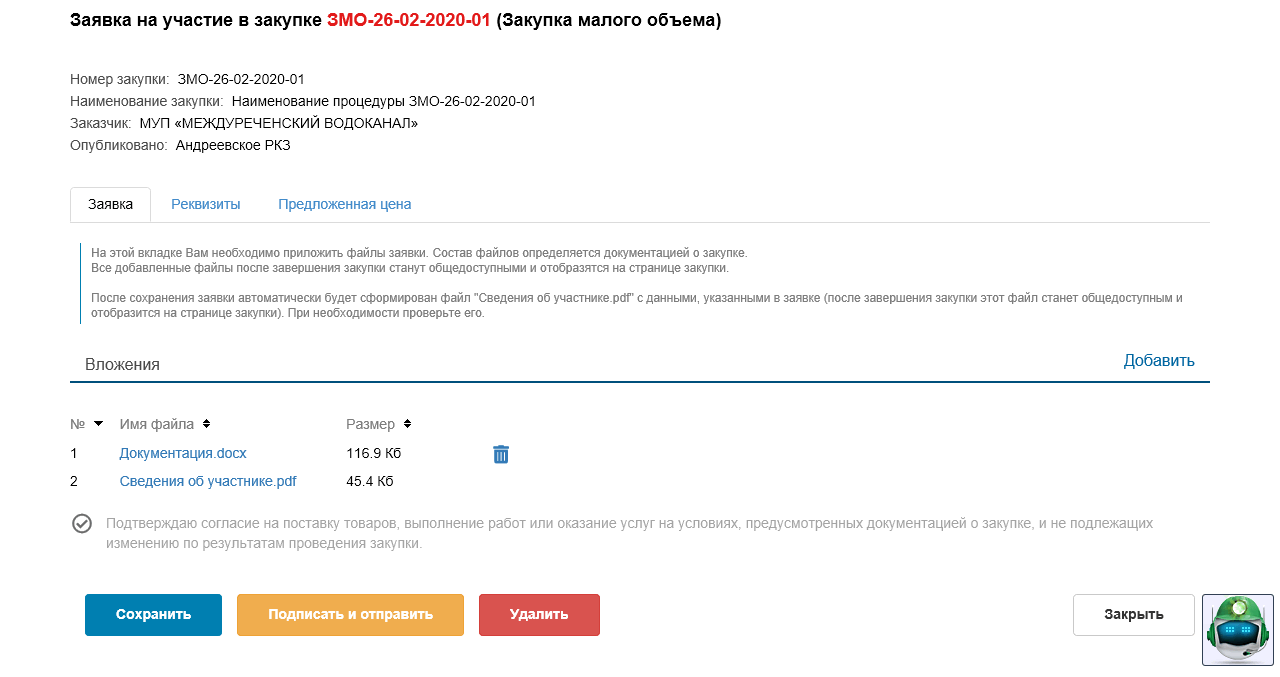 Заявка на участие в закупке ЗМО-26-02-2020-01 (Закупка малого объема)
Номер закупки: ЗМО-26-02-2020-01
Наименование закупки: Наименование процедуры ЗМО-26-02-2020-01
Заказчик: МУП «МЕЖДУРЕЧЕНСКИЙ ВОДОКАНАЛ»
Опубликовано: Андреевское РКЗ
Заявка Реквизиты Предложенная цена
На этой вкладке Вам необходимо приложить файлы заявки. Состав файлов определяется документацией о закупке.
Все добавленные файлы после завершения закупки станут общедоступными и отобразятся на странице закупки.
После сохранения заявки автоматически будет сформирован файл "Сведения об участнике.pdf" с данными, указанными в заявке (после завершения закупки этот файл станет общедоступным и
отобразится на странице закупки). При необходимости проверьте его.
Вложения Добавить
№ Имя файла Размер
1 Документация.docx 116.9 Кб
2 Сведения об участнике.pdf 45.4 Кб
Подтверждаю согласие на поставку товаров, выполнение работ или оказание услуг на условиях, предусмотренных документацией о закупке, и не подлежащих
изменению по результатам проведения закупки.
Сохранить Подписать и отправить Удалить Закрыть